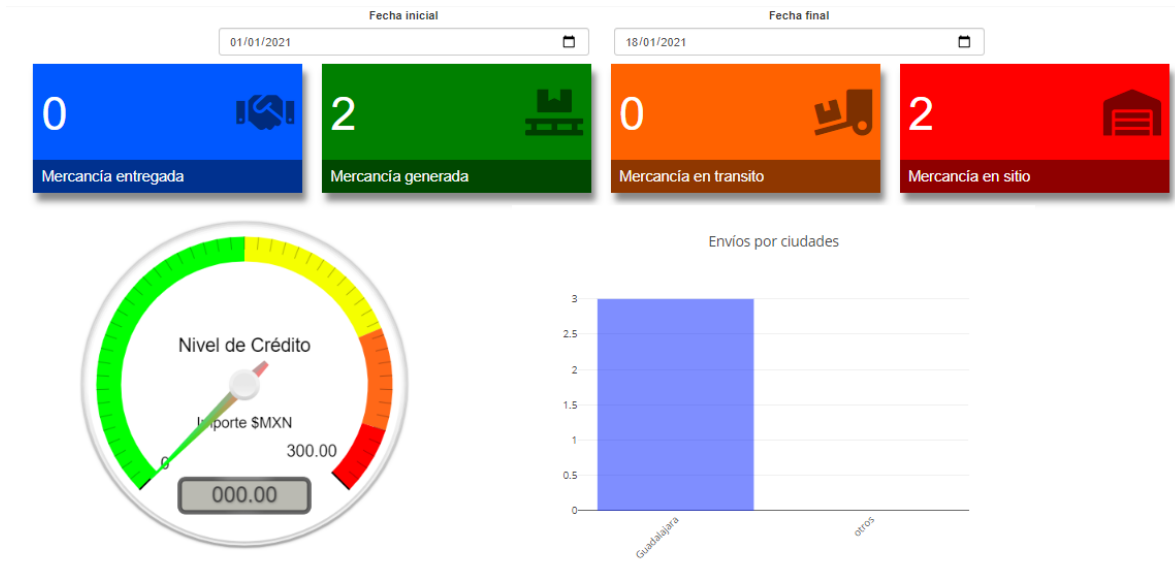 Fecha inicial
Fecha final
01/01/2021
18/01/2021
0
Mercancía entregada
2
Mercancía generada
0
Mercancía en transito
2
Mercancía en sitio
Nivel de Crédito
Importe $MXN
0
300.00
000.00
Envíos por ciudades
3
2.5
2
1.5
1
0.5
0
Guadalajara
otros